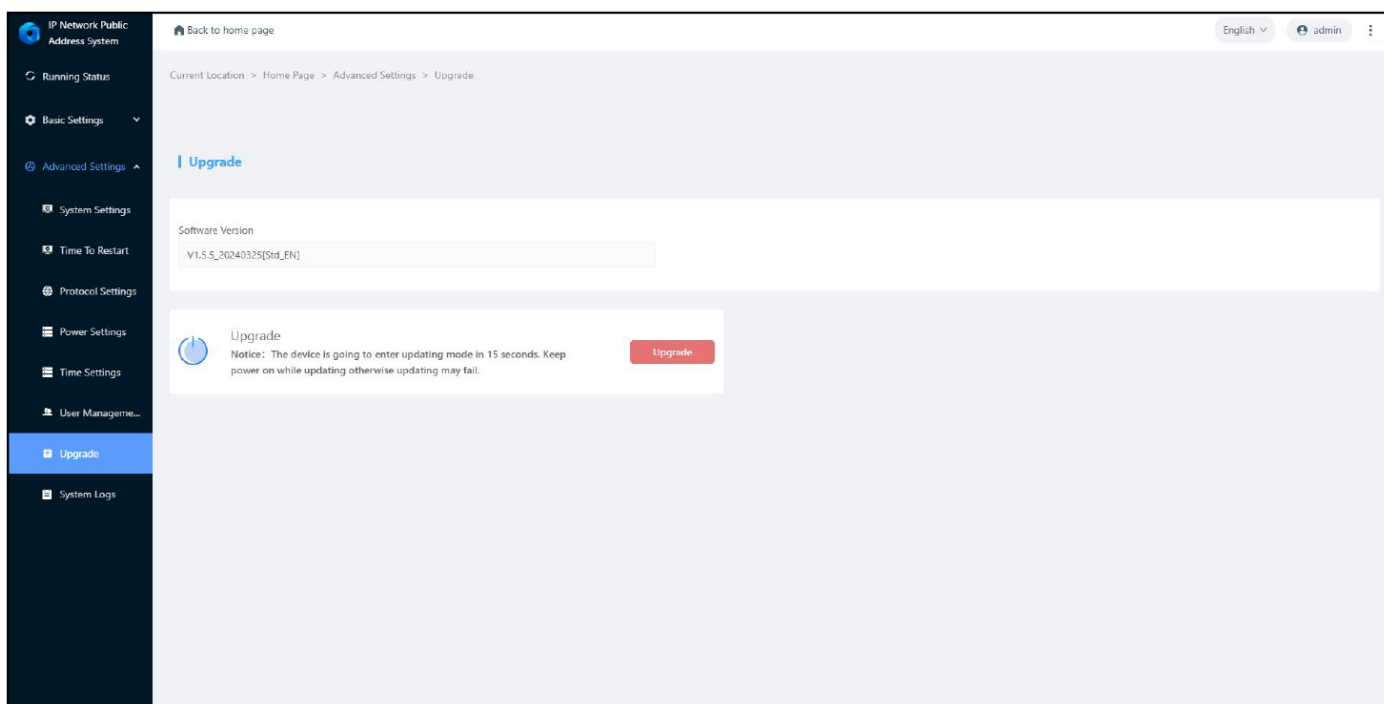 IP Network Public
Address System
Back to home page
English
admin
Running Status
Current Location > Home Page > Advanced Settings > Upgrade
Basic Settings
Advanced Settings
Upgrade
System Settings
Software Version
Time To Restart
V1.5.5_20240325[Std_EN]
Protocol Settings
Power Settings
Upgrade
Notice: The device is going to enter updating mode in 15 seconds. Keep
power on while updating otherwise updating may fail.
Upgrade
Time Settings
User Manageme...
Upgrade
System Logs